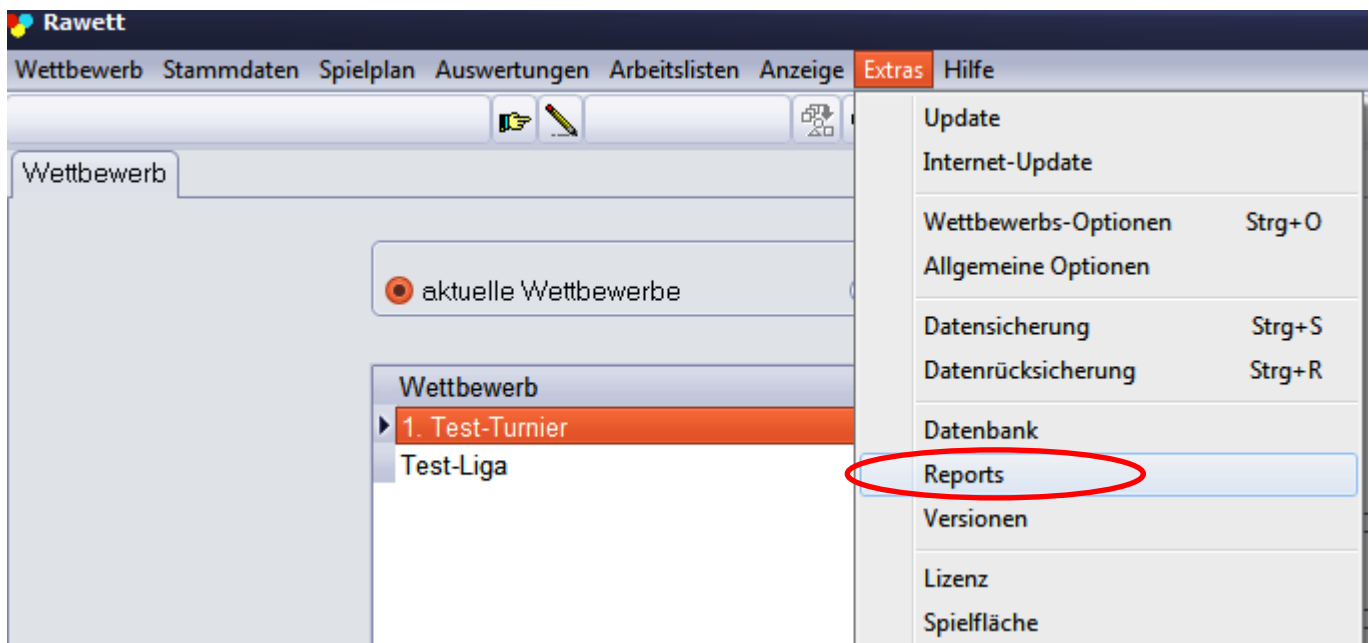 Rawett
Wettbewerb Stammdaten Spielplan Auswertungen Arbeitslisten Anzeige Extras Hilfe
Wettbewerb
aktuelle Wettbewerbe
Wettbewerb
1. Test-Turnier
Test-Liga
Update
Internet-Update
Wettbewerbs-Optionen Strg+O
Allgemeine Optionen
Datensicherung Strg+S
Datenrücksicherung Strg+R
Datenbank
Reports
Versionen
Lizenz
Spielfläche